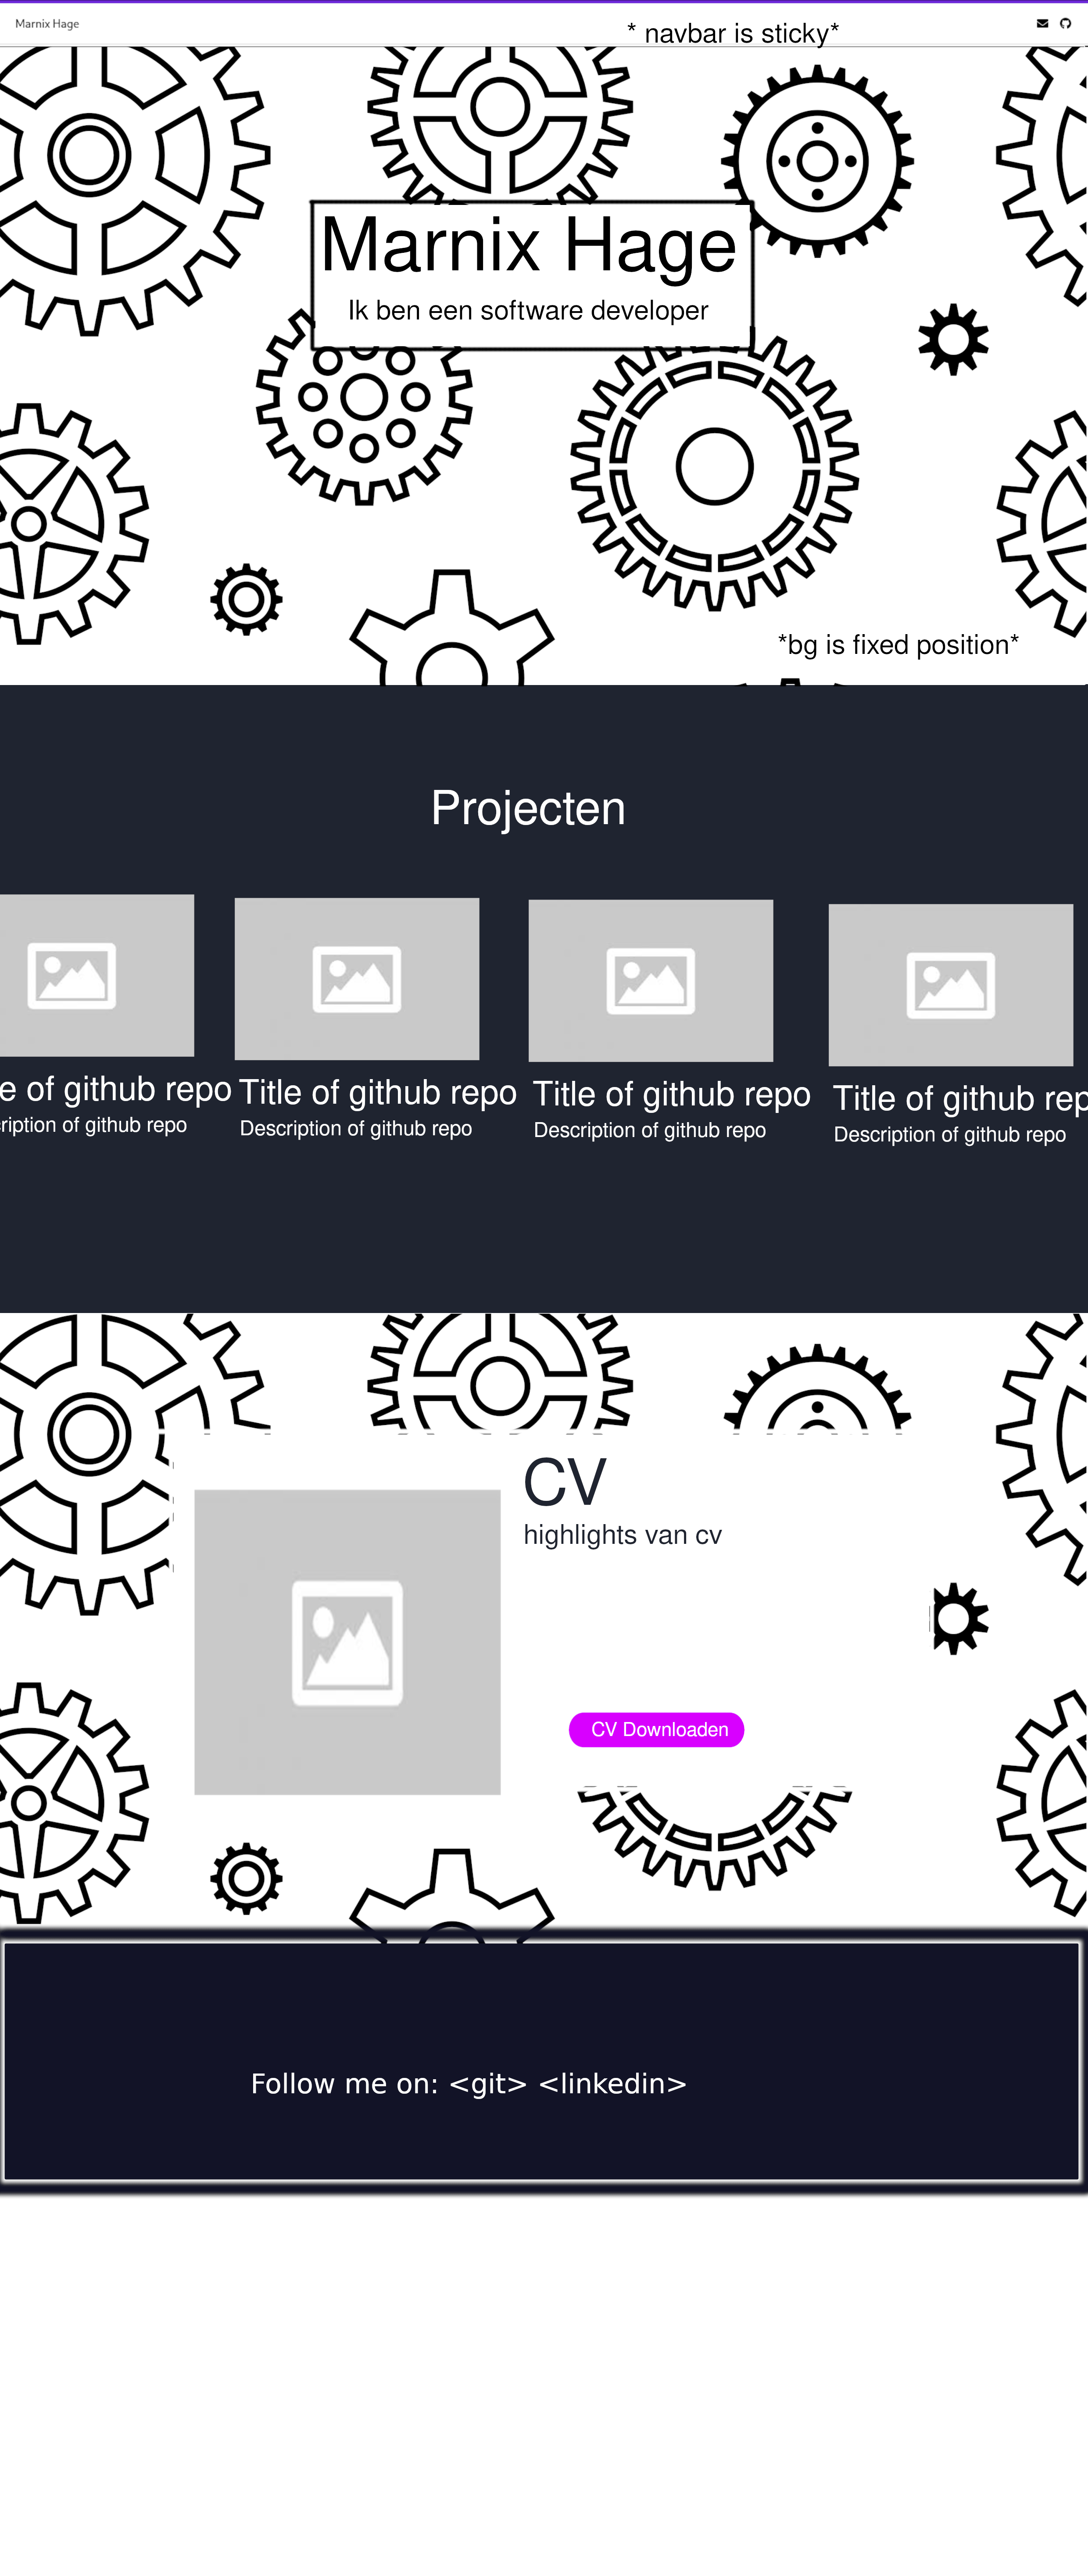 Marnix Hage
* navbar is sticky*
Marnix Hage
Ik ben een software developer
*bg is fixed position*
Projecten
e of github repo
Title of github repo
Title of github repo
Title of github rep
ription of github repo
Description of github repo
Description of github repo
Description of github repo
CV
highlights van cv
CV Downloaden
Follow me on: <git> <linkedin>